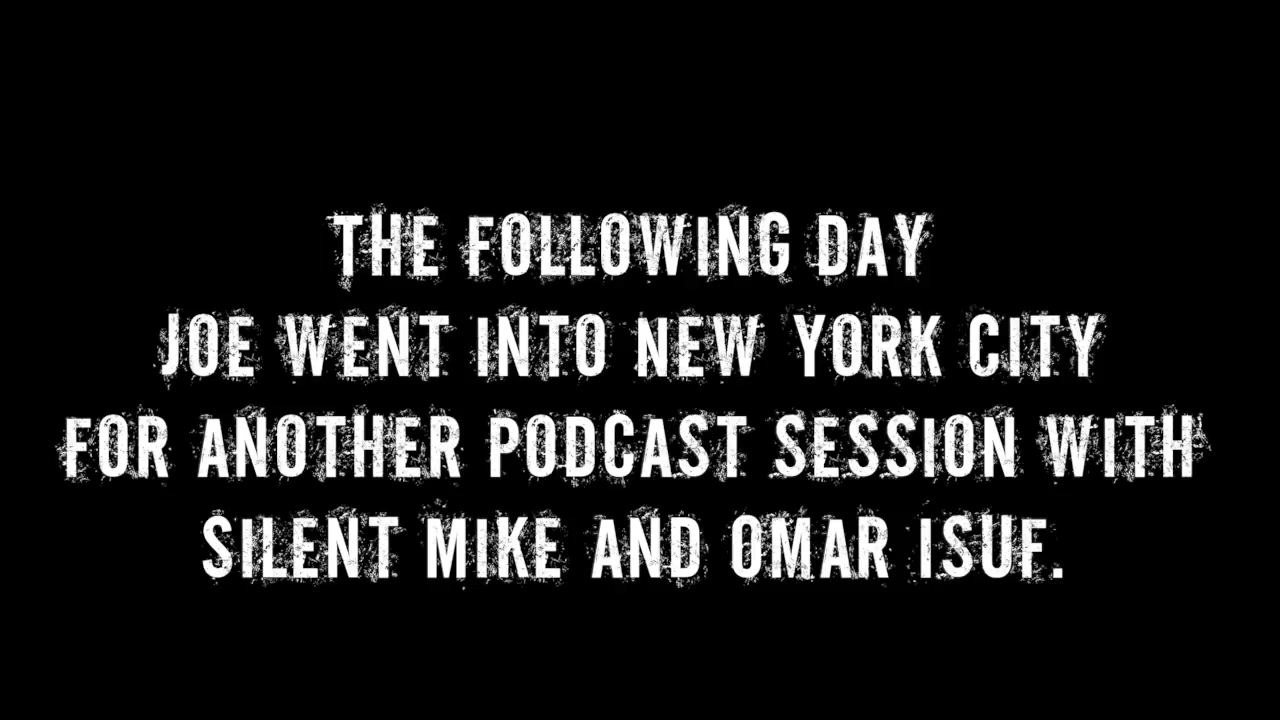 THE FOLLOWING DAY
JOE WENT INTO NEW YORK CITY
FOR ANOTHER PODCAST SESSION WITH
SILENT MIKE AND OMAR ISUF.